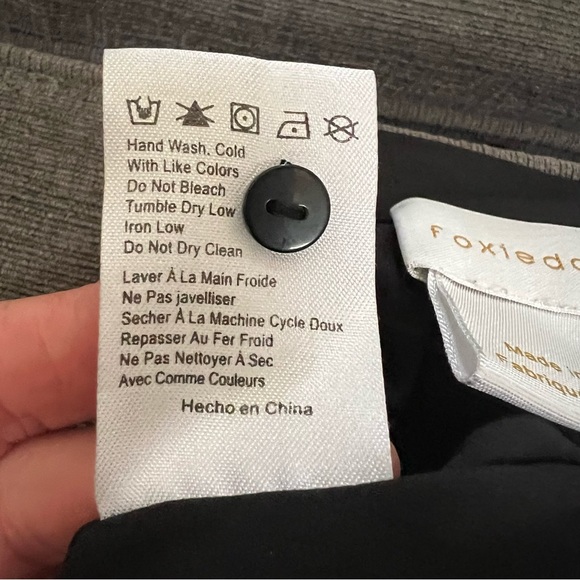 Hand Wash, Cold
With Like Colors
Do Not Bleach
Tumble Dry Low
Iron Low
Do Not Dry Clean
Laver À La Main Froide
Ne Pas javelliser
Secher À La Machine Cycle Doux
Repasser Au Fer Froid
Ne Pas Nettoyer À Sec
Avec Comme Couleurs
Hecho en China
foxied
Made in
Fabriqu